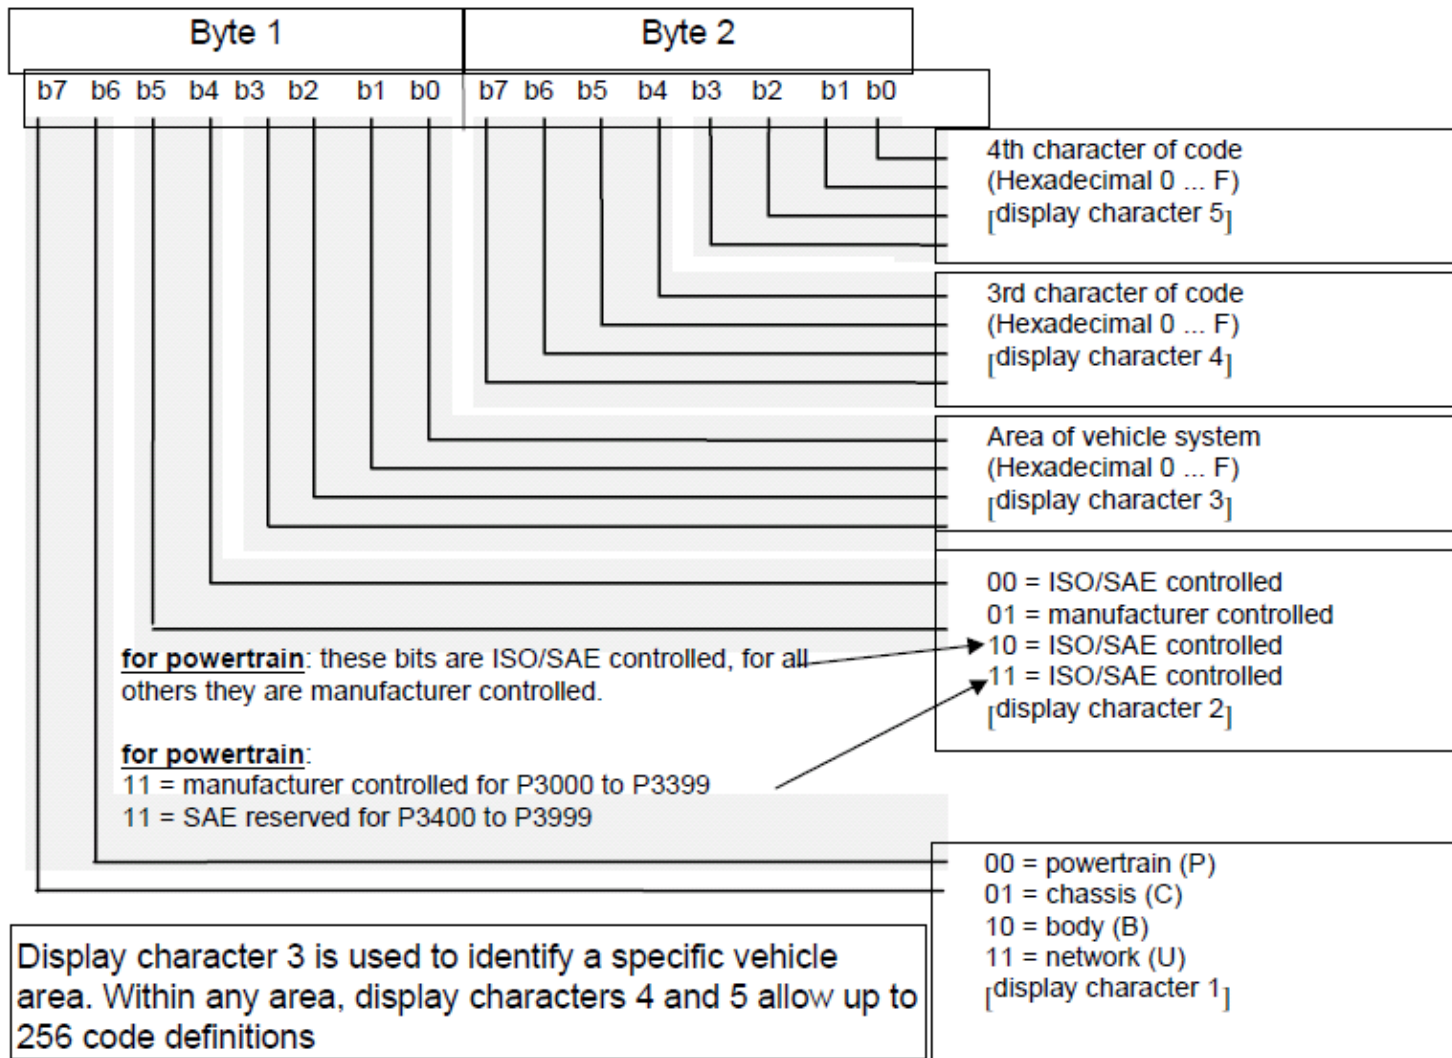 Byte 1 Byte 2
b7 b6 b5 b4 b3 b2 b1 b0 b7 b6 b5 b4 b3 b2 b1 b0
4th character of code
(Hexadecimal 0 ... F)
[display character 5]
3rd character of code
(Hexadecimal 0 ... F)
[display character 4]
Area of vehicle system
(Hexadecimal 0 ... F)
[display character 3]
00 = ISO/SAE controlled
01 = manufacturer controlled
10 = ISO/SAE controlled
11 = ISO/SAE controlled
[display character 2]
for powertrain: these bits are ISO/SAE controlled, for all
others they are manufacturer controlled.
for powertrain:
11 = manufacturer controlled for P3000 to P3399
11 = SAE reserved for P3400 to P3999
00 = powertrain (P)
01 = chassis (C)
10 = body (B)
11 = network (U)
[display character 1]
Display character 3 is used to identify a specific vehicle
area. Within any area, display characters 4 and 5 allow up to
256 code definitions